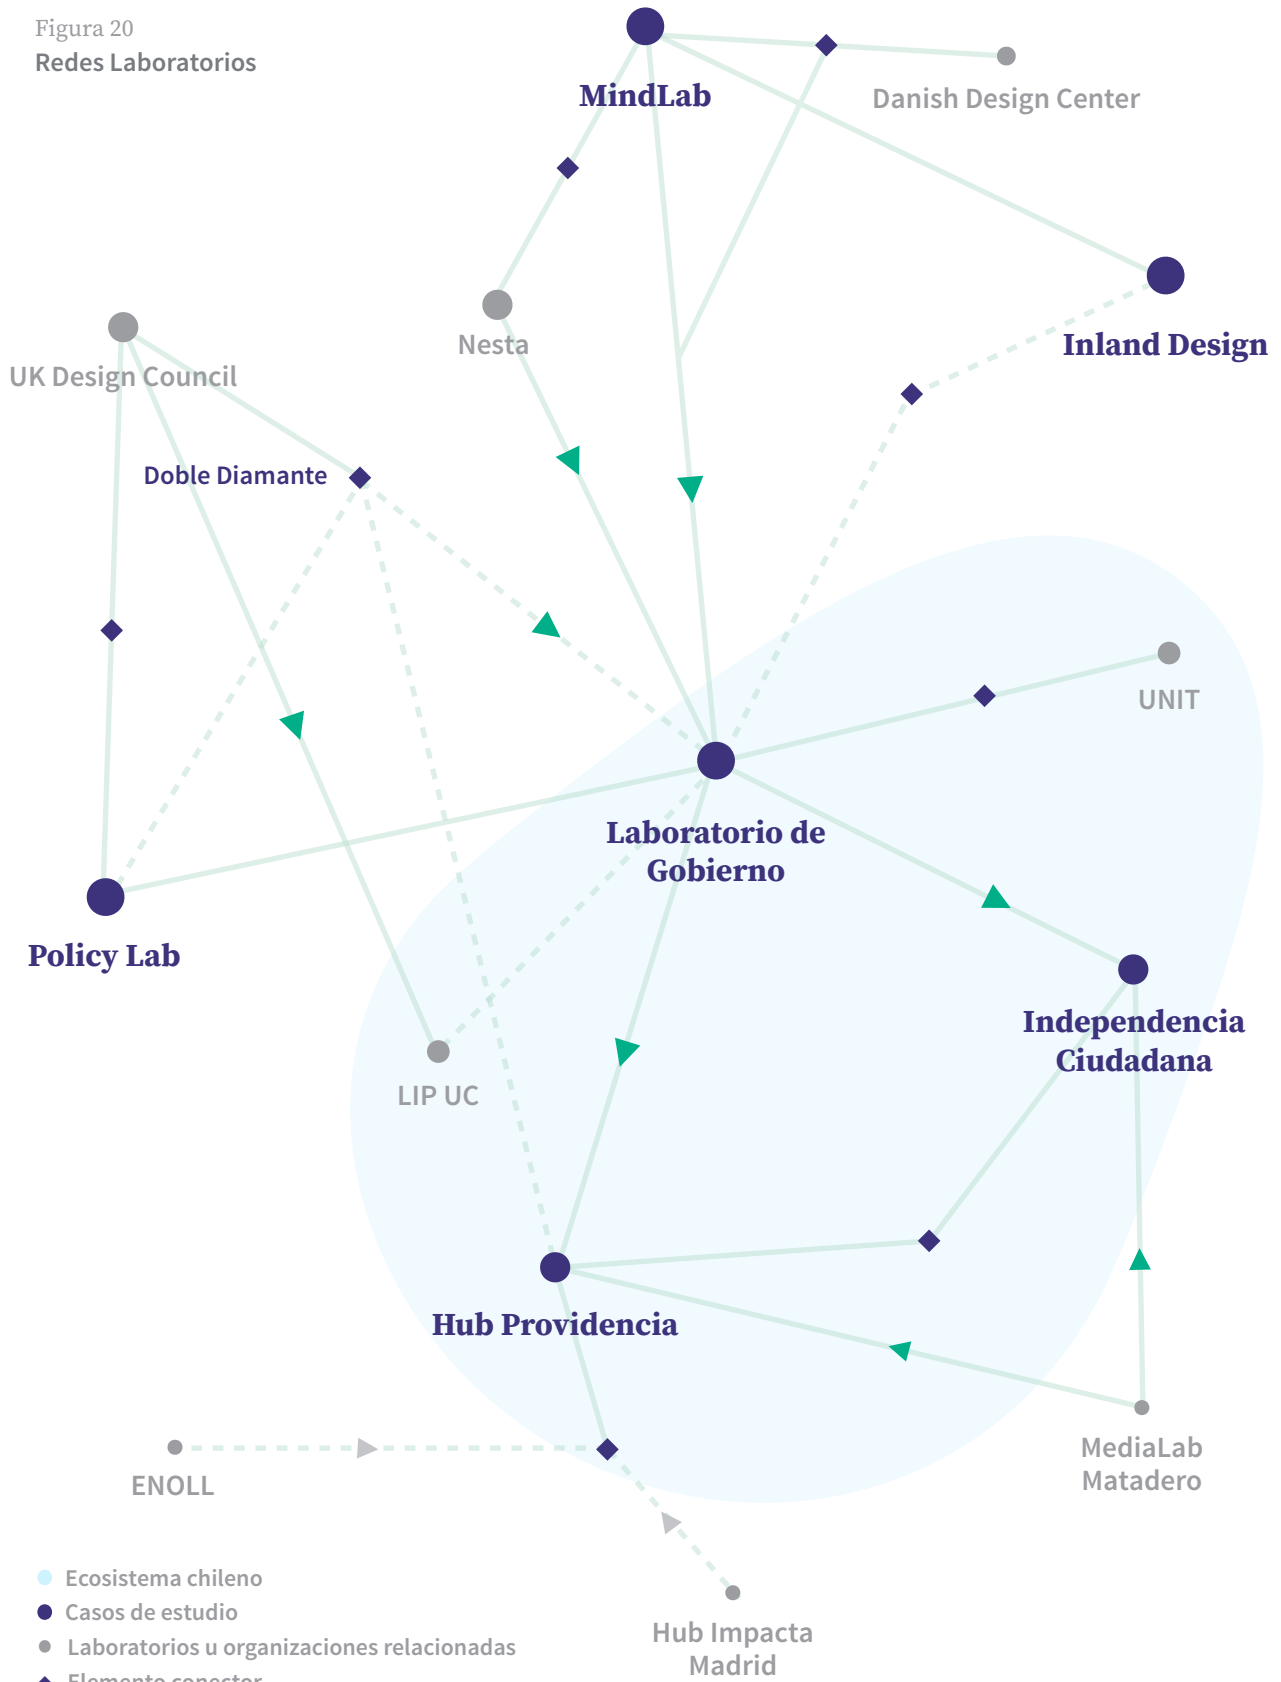 Figura 20
Redes Laboratorios
MindLab
Danish Design Center
Nesta
Inland Design
UK Design Council
Doble Diamante
UNIT
Laboratorio de
Gobierno
Policy Lab
Independencia
Ciudadana
LIP UC
Hub Providencia
MediaLab
Matadero
ENOLL
Hub Impacta
Madrid
Ecosistema chileno
Casos de estudio
Laboratorios u organizaciones relacionadas
Elemento conector